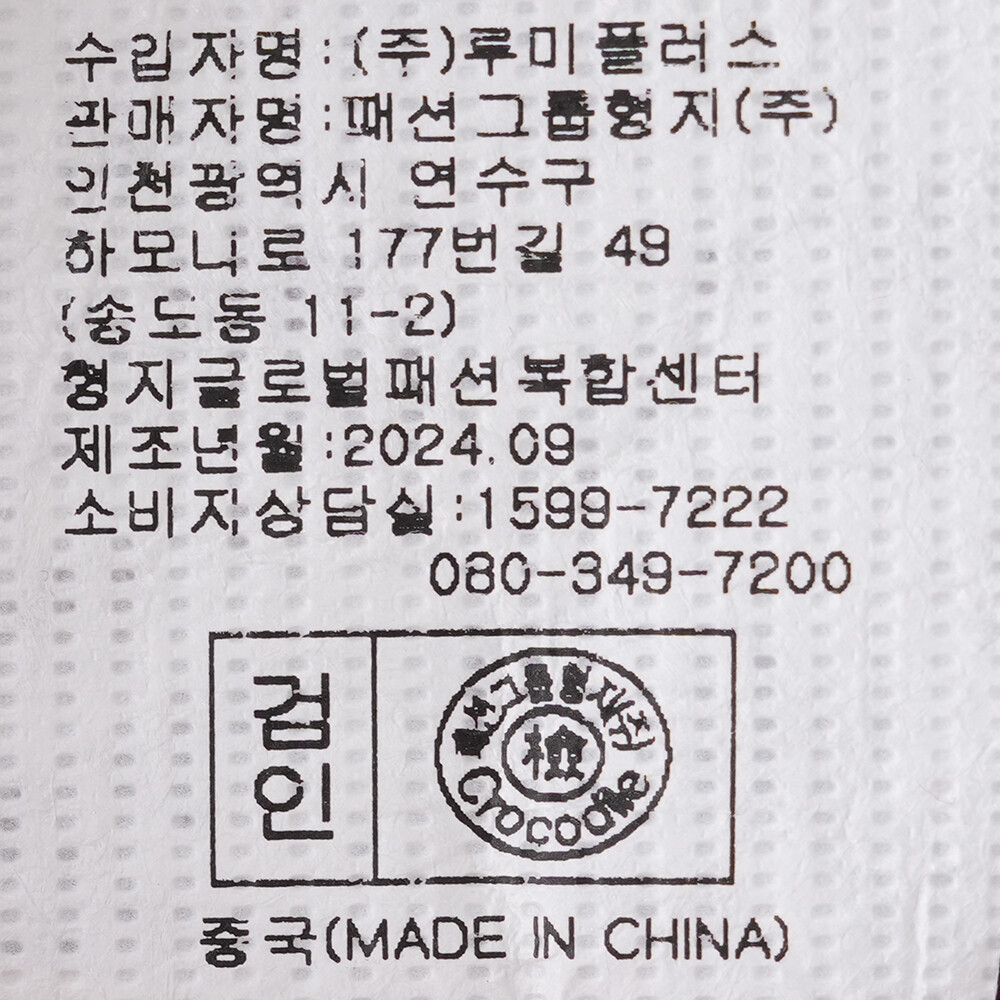 수입자명:(주)루미플러스
판매자명:패션그룹형지(주)
인천광역시 연수구
하모니로 177번길 49
(송도동 11-2)
형지글로벌패션복합센터
제조년월:2024.09
소비자상담실:1599-7222
080-349-7200
검인
패션그룹형지(주)
檢
Crocodile
중국(MADE IN CHINA)